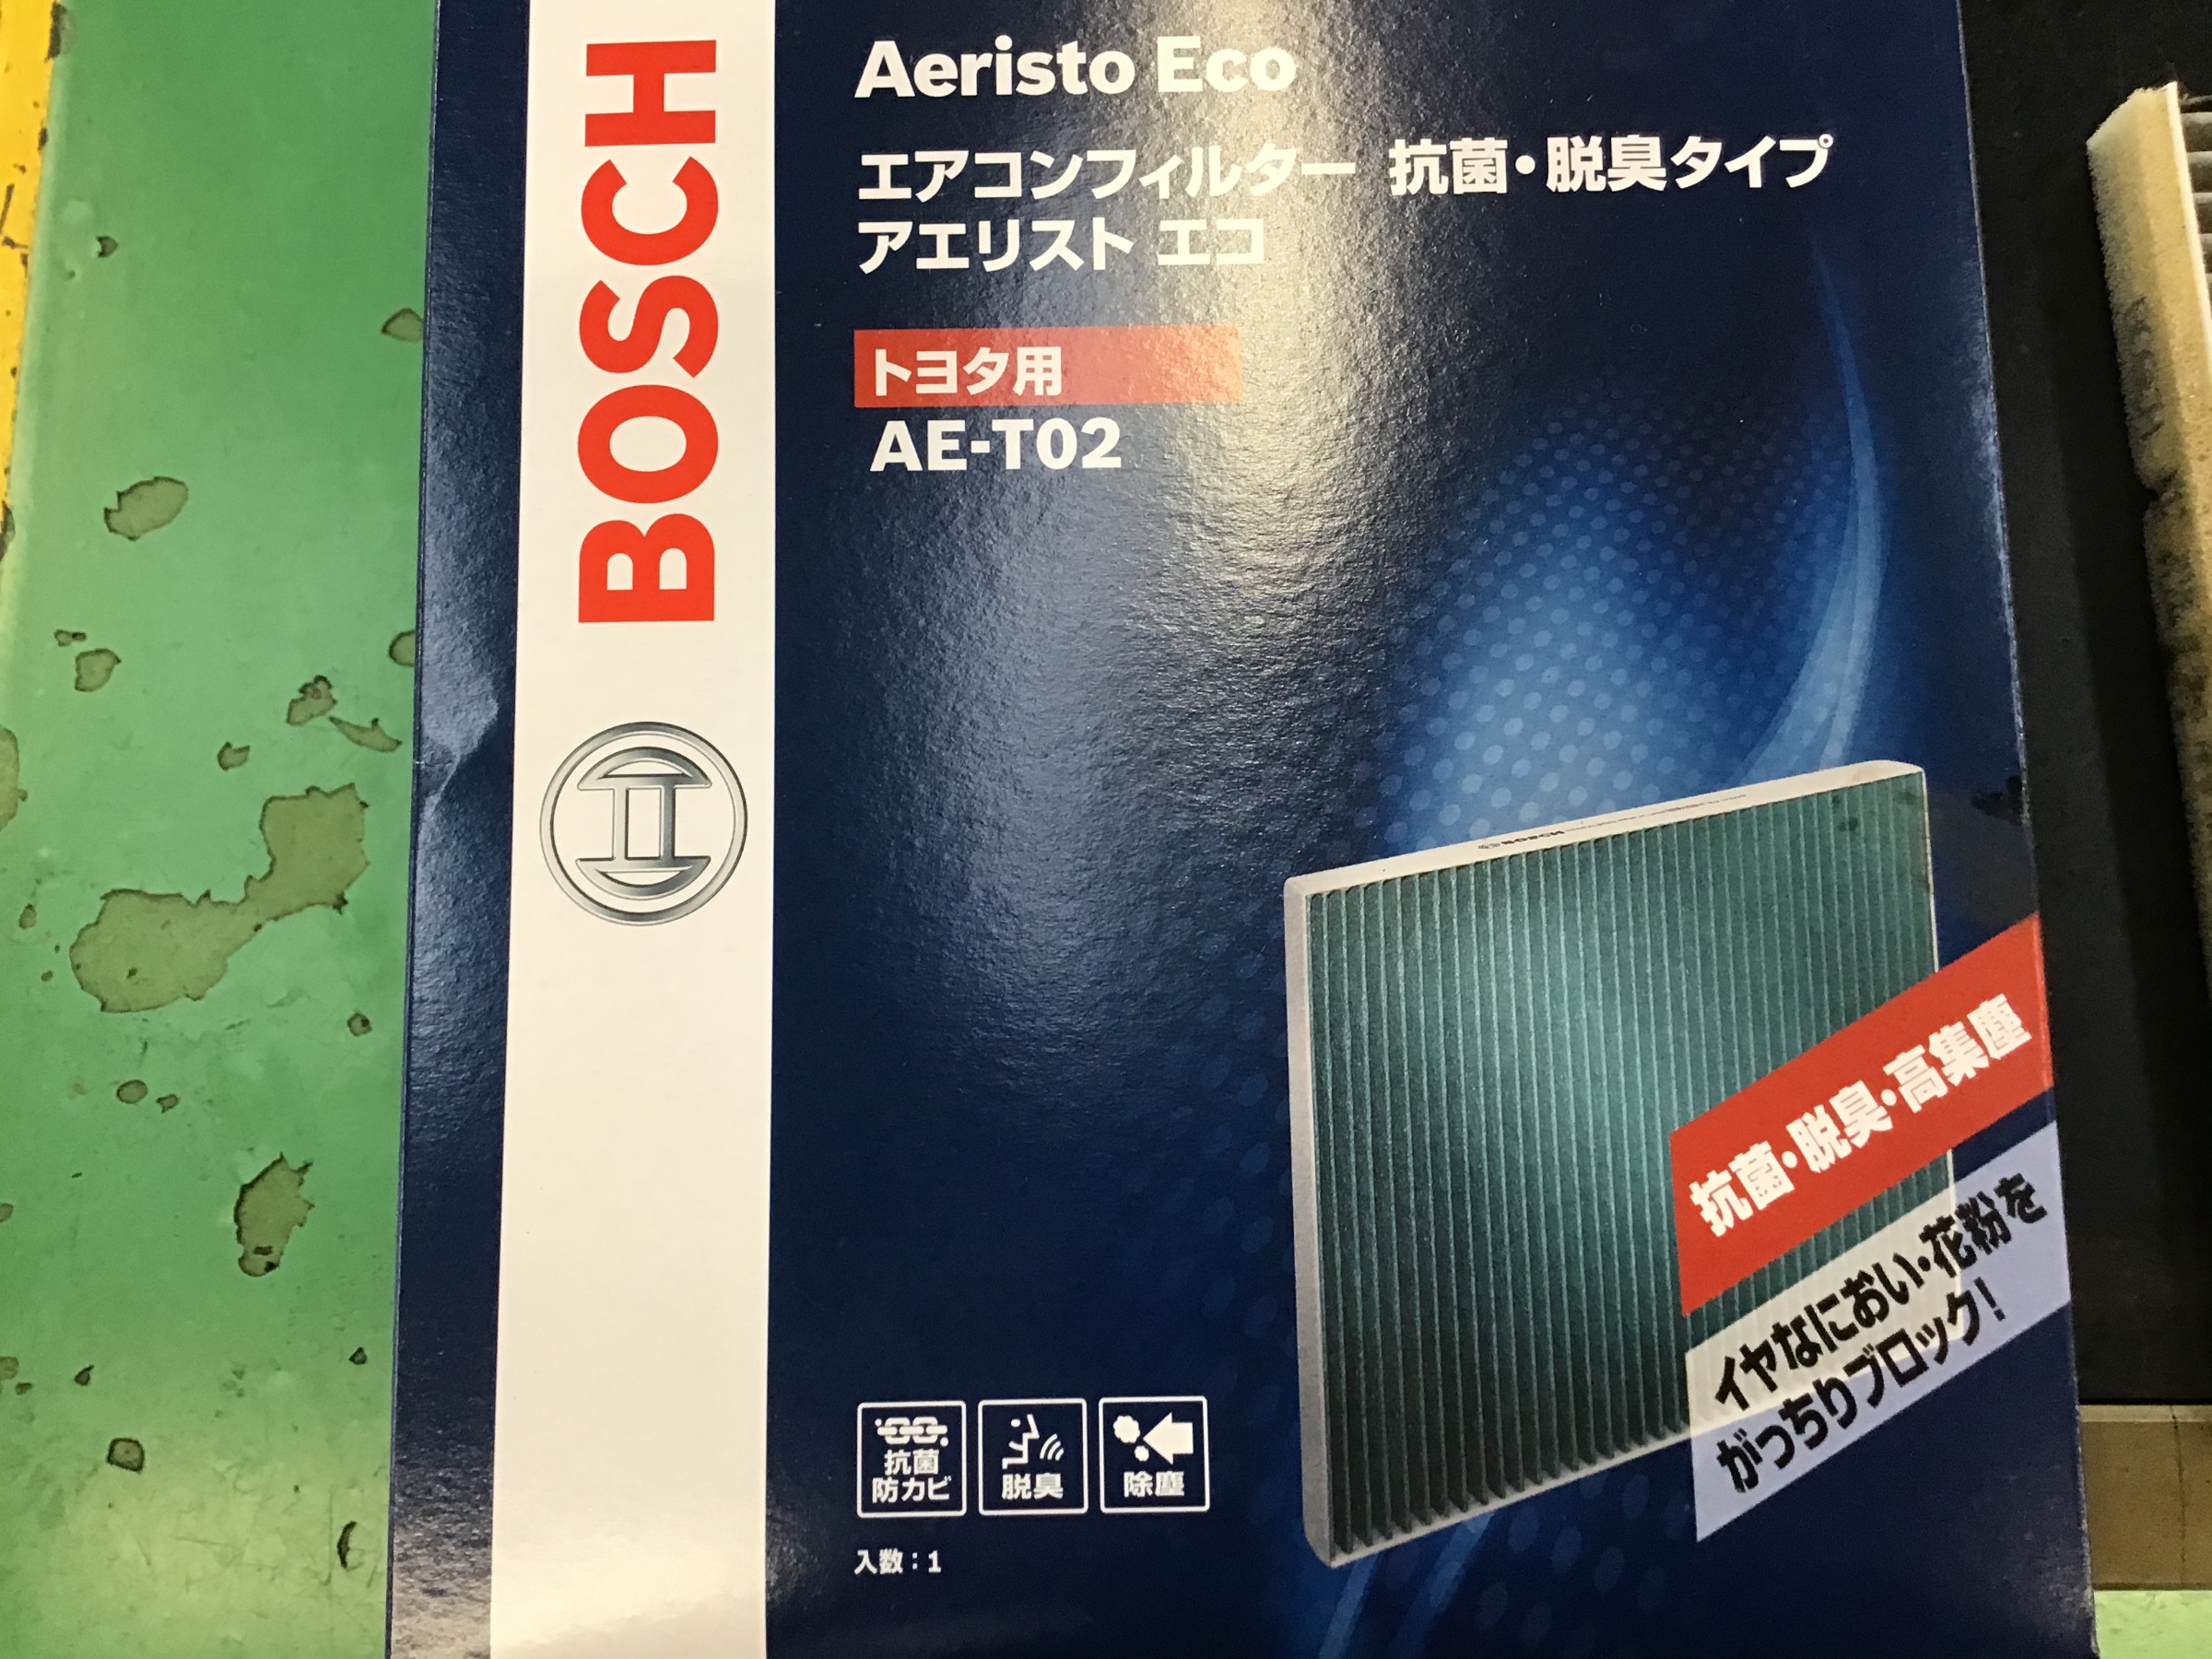 BOSCH
Aeristo Eco
エアコンフィルター 抗菌・脱臭タイプ
アエリスト エコ
トヨタ用
AE-T02
BOSCH
抗菌・脱臭・高集塵
イヤなにおい・花粉を
がっちりブロック!
抗菌
防カビ
脱臭
除塵
入数：1